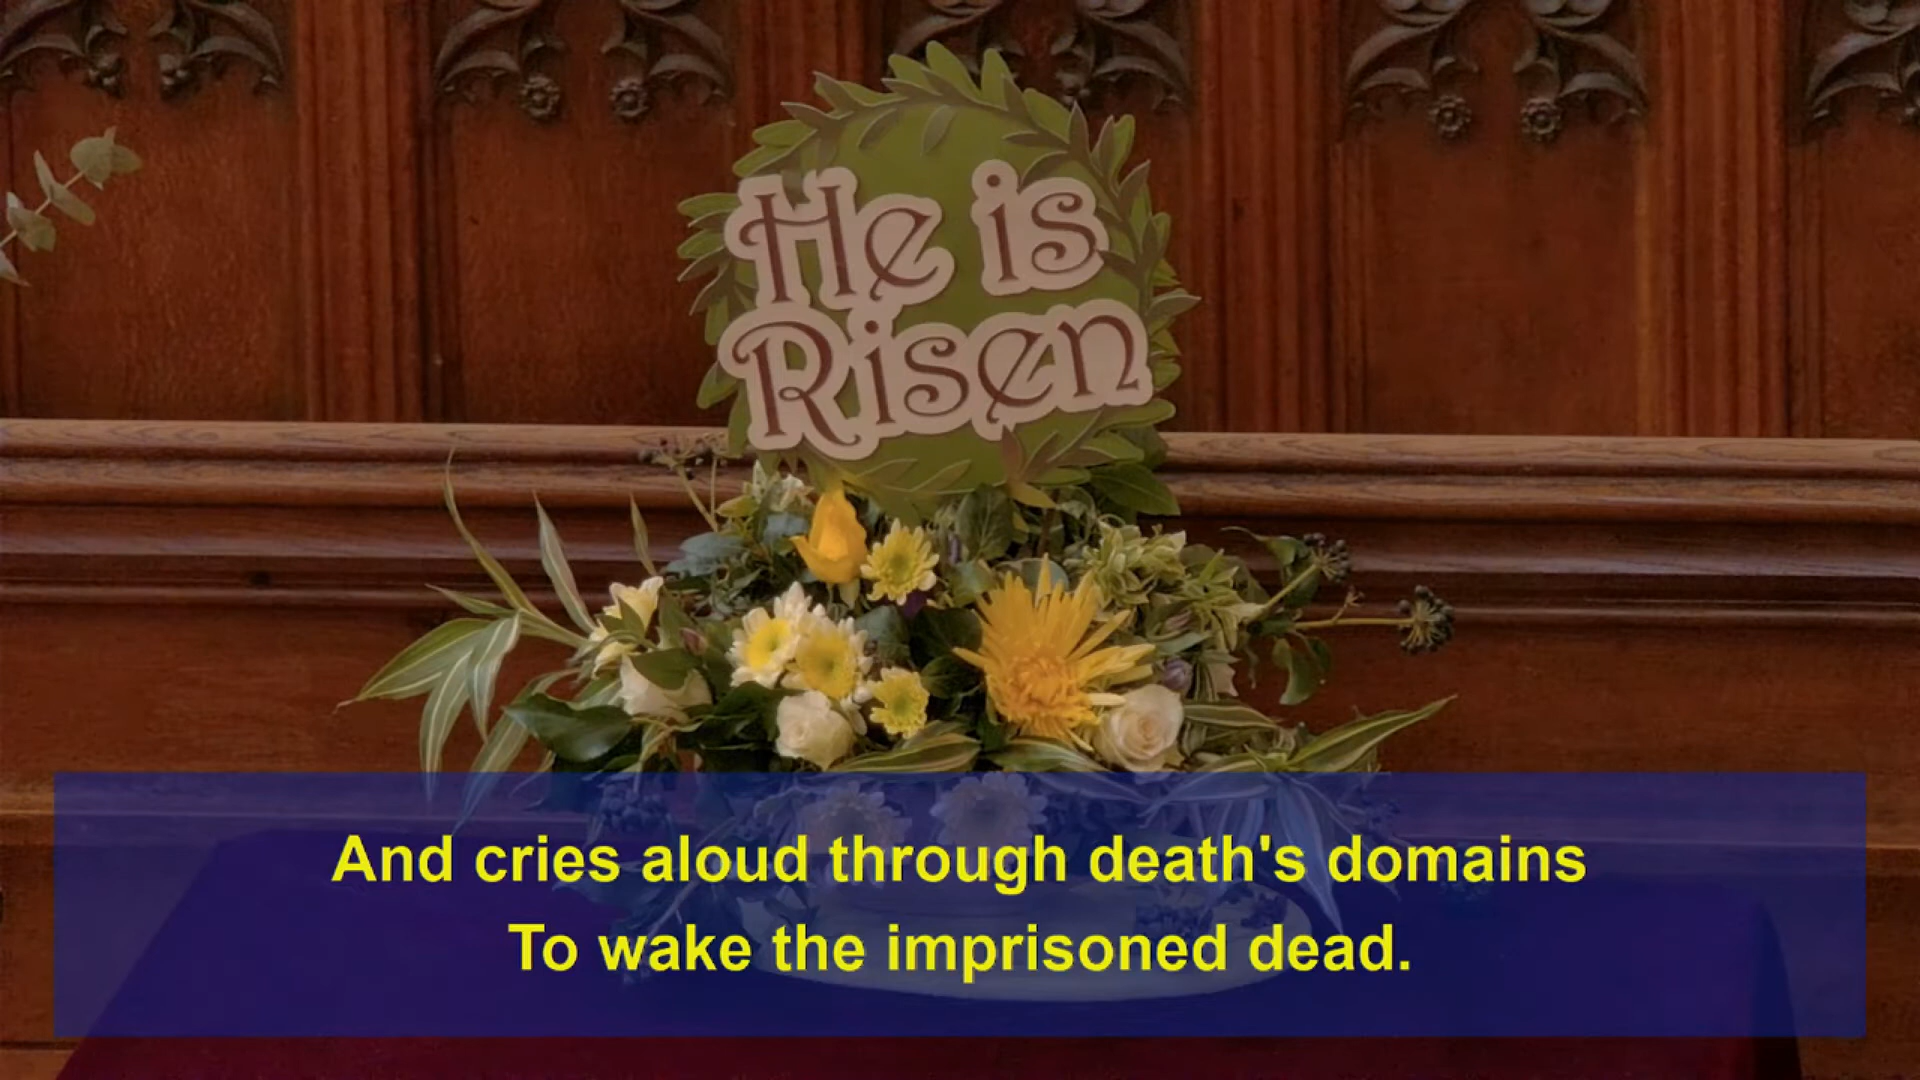 He is
Risen
And cries aloud through death's domains
To wake the imprisoned dead.